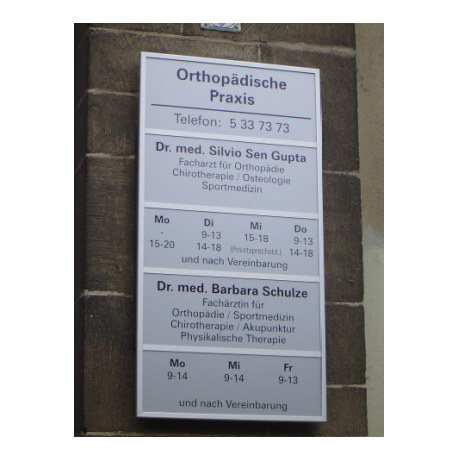 Orthopädische
Praxis
Telefon: 5 33 73 73
Dr. med. Silvio Sen Gupta
Facharzt für Orthopädie
Chirotherapie / Osteologie
Sportmedizin
Mo Di Mi Do
- 9-13 15-18 9-13
15-20 14-18 (Privatsprechstd.) 14-18
und nach Vereinbarung
Dr. med. Barbara Schulze
Fachärztin für
Orthopädie / Sportmedizin
Chirotherapie / Akupunktur
Physikalische Therapie
Mo Mi Fr
9-14 9-14 9-13
und nach Vereinbarung